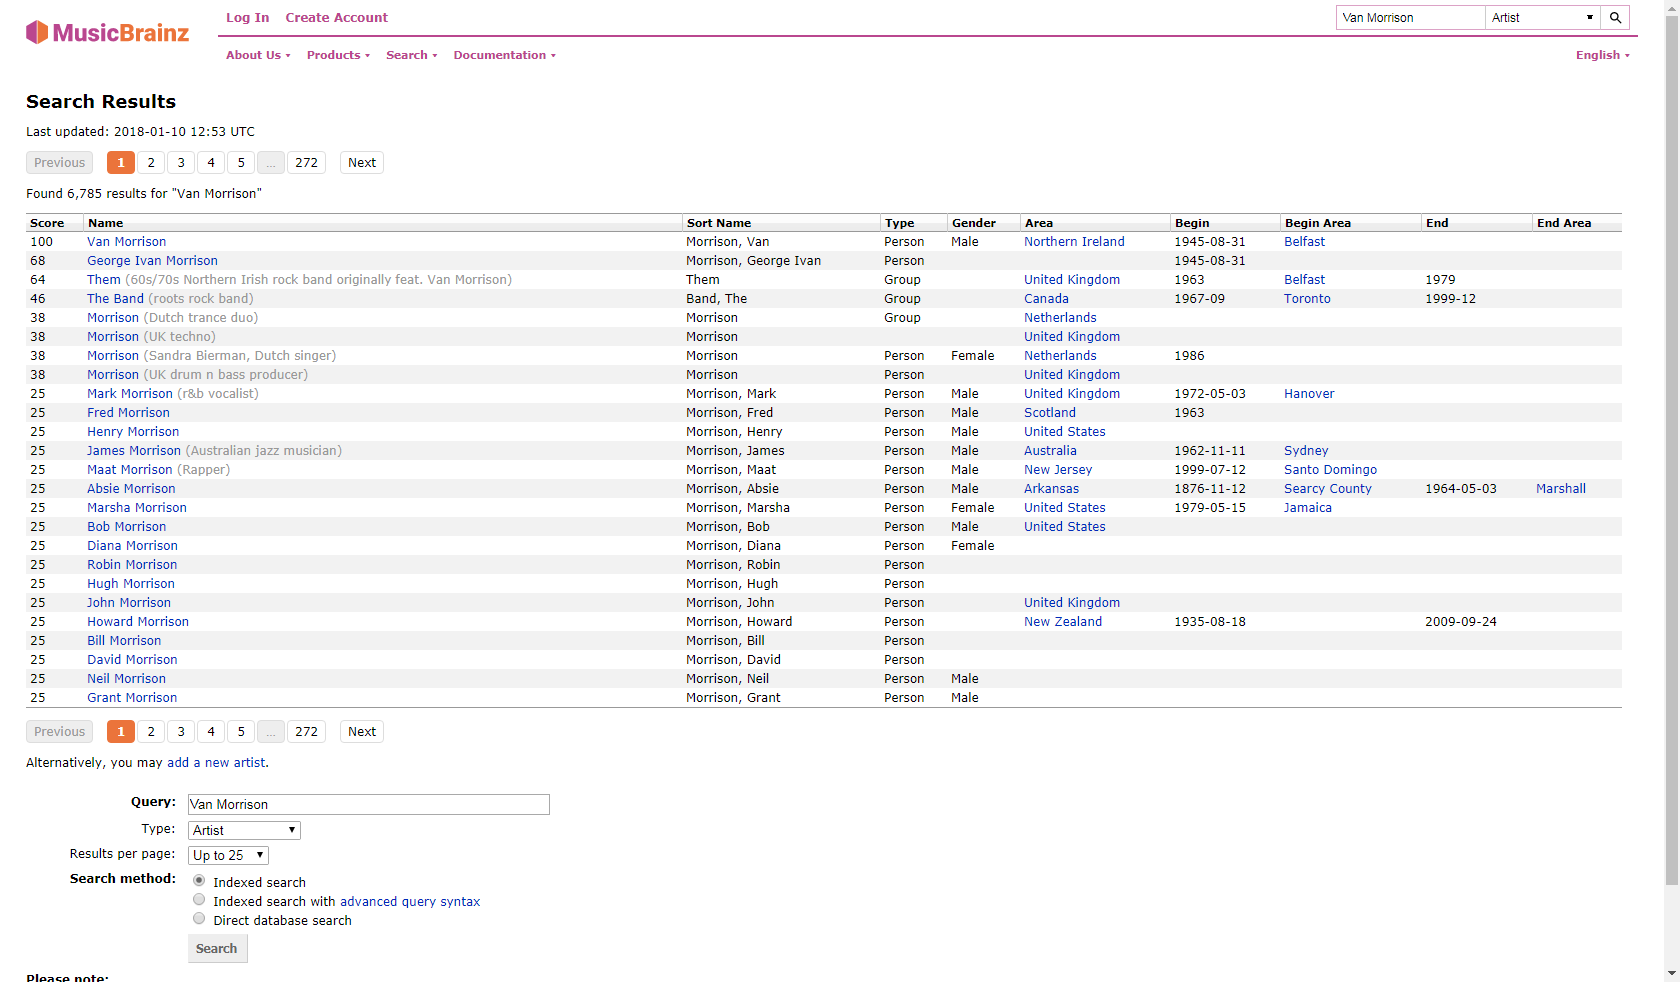 MusicBrainz
Log In Create Account
Van Morrison Artist
About Us Products Search Documentation English
Search Results
Last updated: 2018-01-10 12:53 UTC
Previous 1 2 3 4 5 ... 272 Next
Found 6,785 results for "Van Morrison"
Score Name Sort Name Type Gender Area Begin Begin Area End End Area
100 Van Morrison Morrison, Van Person Male Northern Ireland 1945-08-31 Belfast
68 George Ivan Morrison Morrison, George Ivan Person 1945-08-31
64 Them (60s/70s Northern Irish rock band originally feat. Van Morrison) Them Group United Kingdom 1963 Belfast 1979
46 The Band (roots rock band) Band, The Group Canada 1967-09 Toronto 1999-12
38 Morrison (Dutch trance duo) Morrison Group Netherlands
38 Morrison (UK techno) Morrison United Kingdom
38 Morrison (Sandra Bierman, Dutch singer) Morrison Person Female Netherlands 1986
38 Morrison (UK drum n bass producer) Morrison Person United Kingdom
25 Mark Morrison (r&b vocalist) Morrison, Mark Person Male United Kingdom 1972-05-03 Hanover
25 Fred Morrison Morrison, Fred Person Male Scotland 1963
25 Henry Morrison Morrison, Henry Person Male United States
25 James Morrison (Australian jazz musician) Morrison, James Person Male Australia 1962-11-11 Sydney
25 Maat Morrison (Rapper) Morrison, Maat Person Male New Jersey 1999-07-12 Santo Domingo
25 Absie Morrison Morrison, Absie Person Male Arkansas 1876-11-12 Searcy County 1964-05-03 Marshall
25 Marsha Morrison Morrison, Marsha Person Female United States 1979-05-15 Jamaica
25 Bob Morrison Morrison, Bob Person Male United States
25 Diana Morrison Morrison, Diana Person Female
25 Robin Morrison Morrison, Robin Person
25 Hugh Morrison Morrison, Hugh Person
25 John Morrison Morrison, John Person United Kingdom
25 Howard Morrison Morrison, Howard Person New Zealand 1935-08-18 2009-09-24
25 Bill Morrison Morrison, Bill Person
25 David Morrison Morrison, David Person
25 Neil Morrison Morrison, Neil Person Male
25 Grant Morrison Morrison, Grant Person Male
Previous 1 2 3 4 5 ... 272 Next
Alternatively, you may add a new artist.
Query: Van Morrison
Type: Artist
Results per page: Up to 25
Search method: Indexed search
Indexed search with advanced query syntax
Direct database search
Search
Please note: